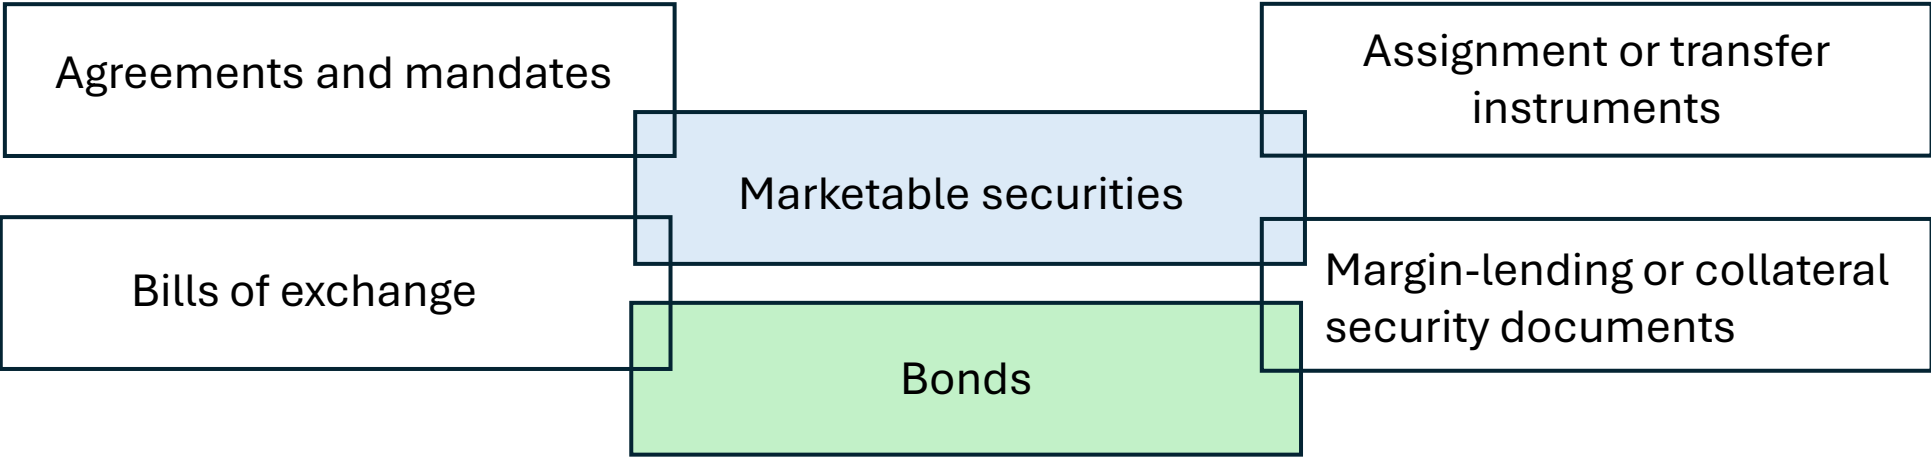 Agreements and mandates
Assignment or transfer
instruments
Marketable securities
Bills of exchange
Margin-lending or collateral
security documents
Bonds